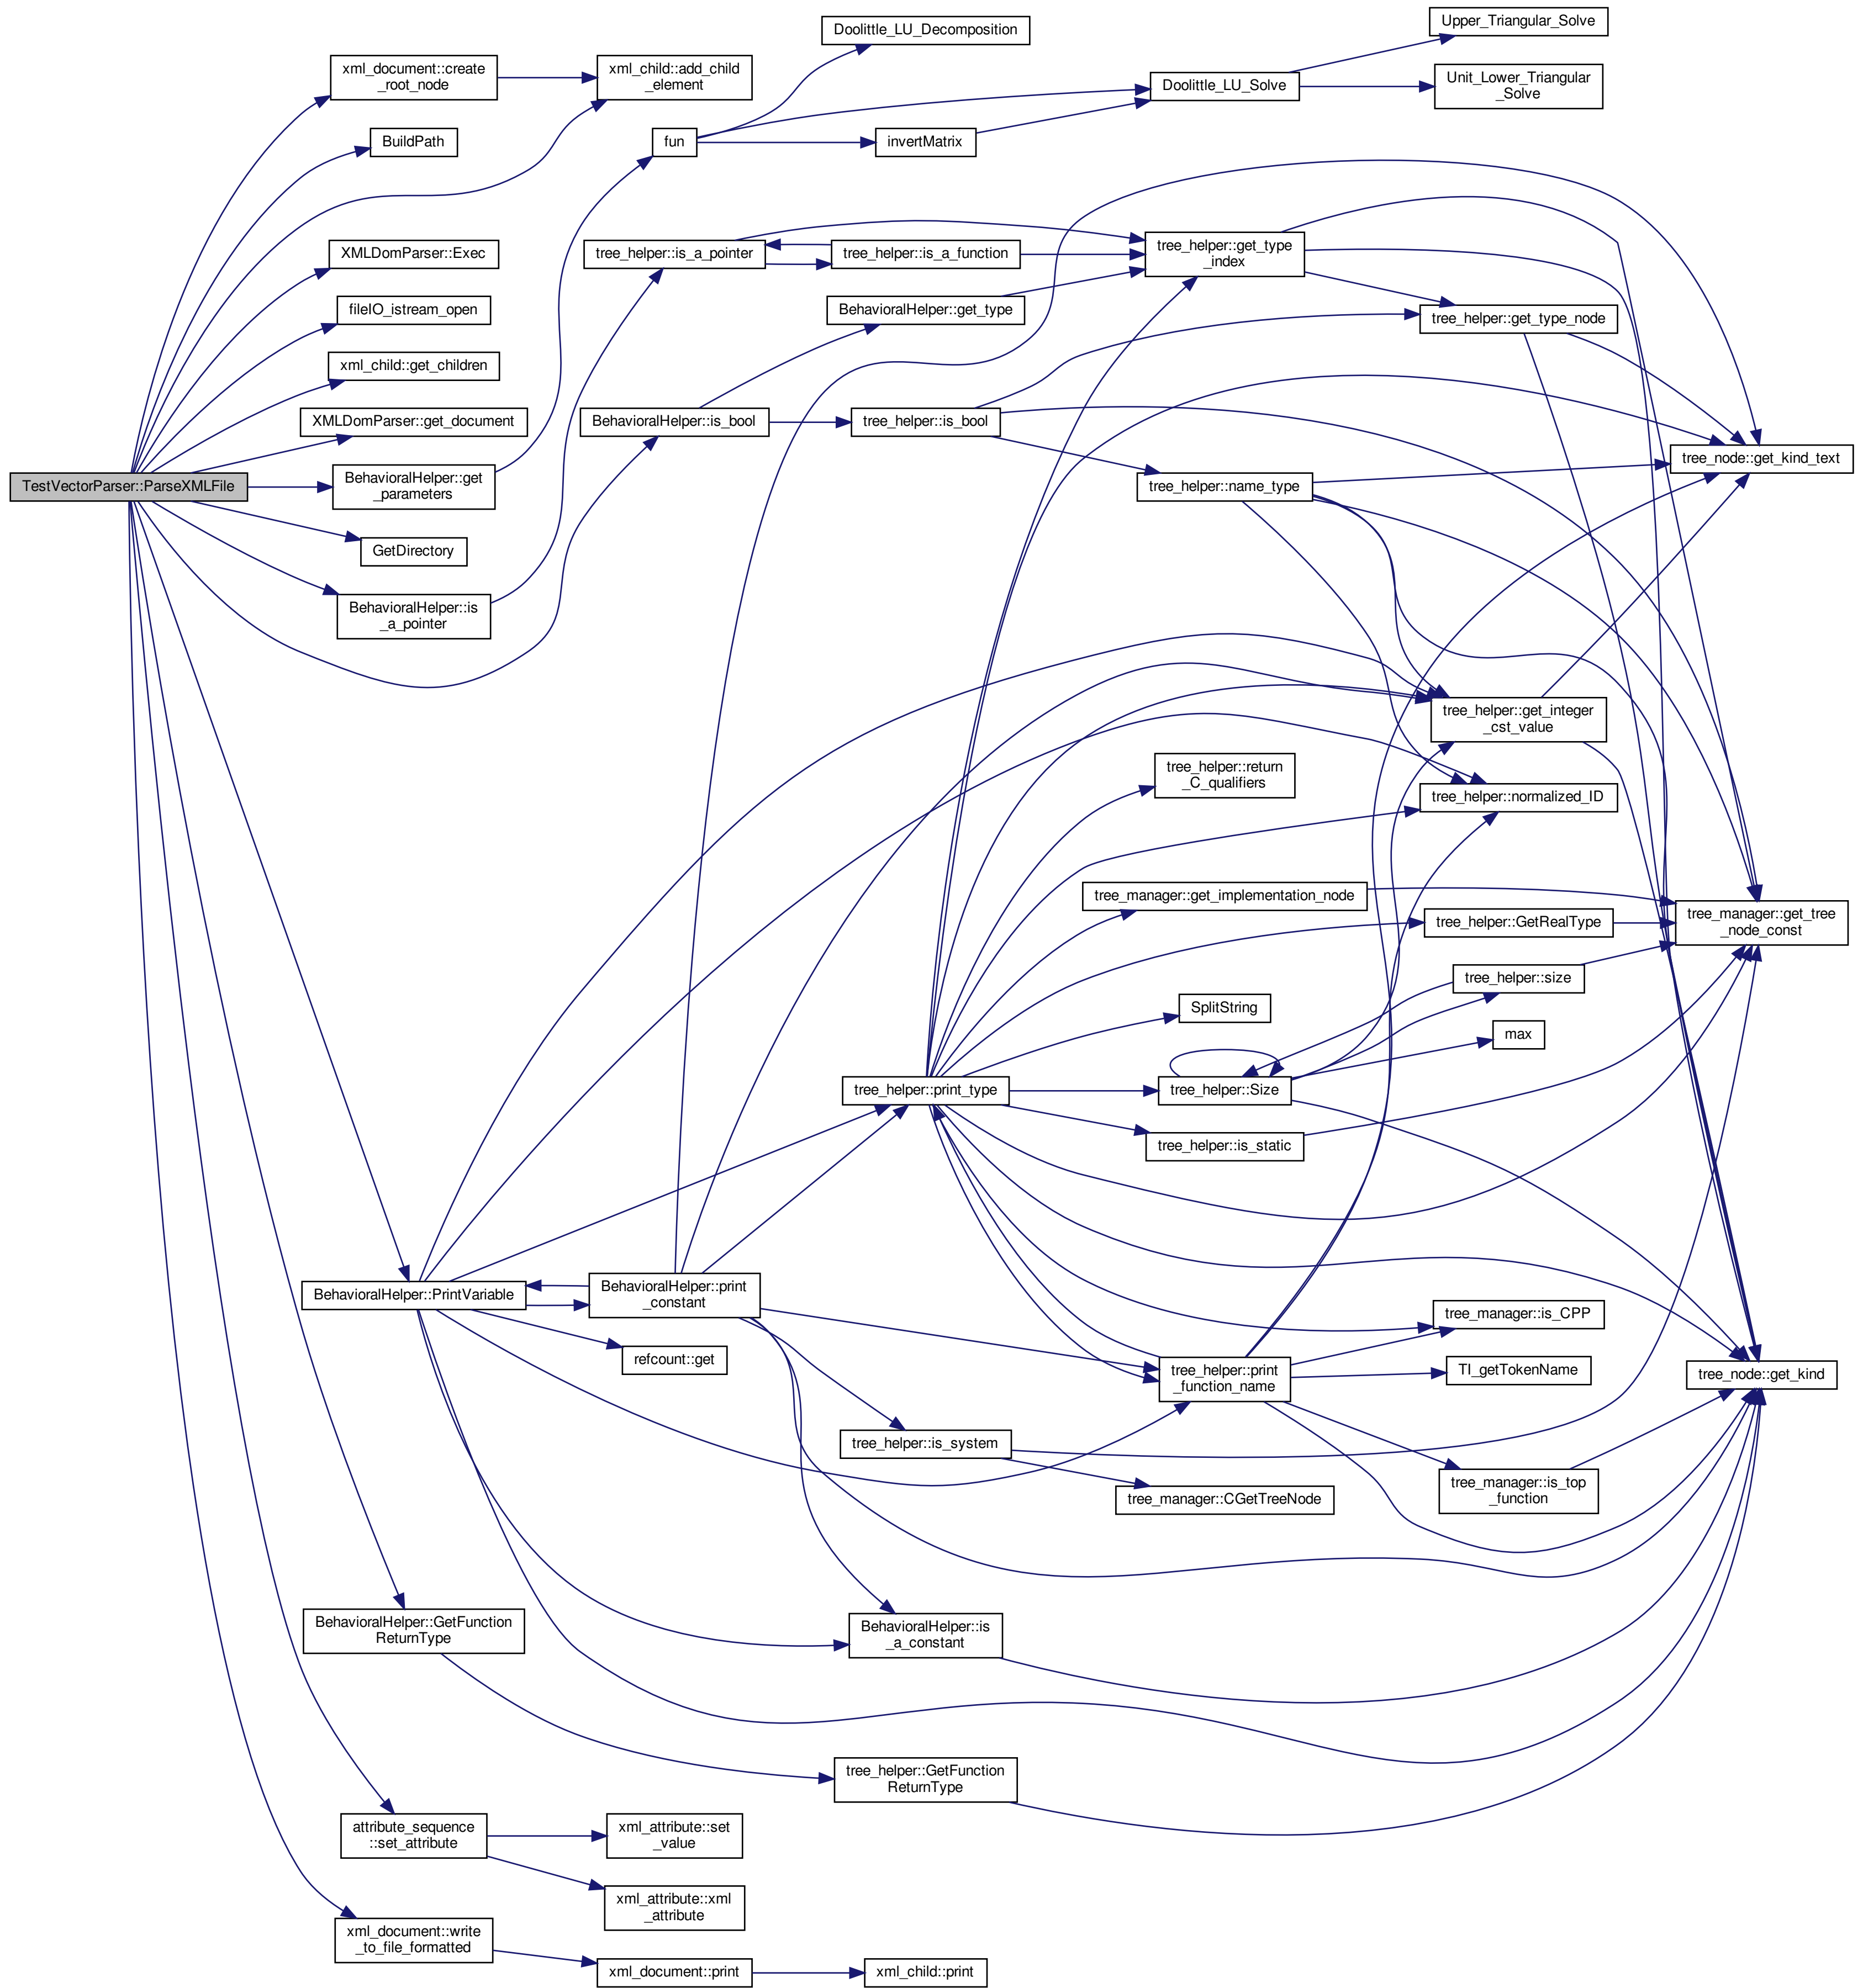 TestVectorParser::ParseXMLFile
xml_document::create
_root_node
BuildPath
XMLDomParser::Exec
fileIO_istream_open
xml_child::get_children
XMLDomParser::get_document
BehavioralHelper::get
_parameters
GetDirectory
BehavioralHelper::is
_a_pointer
BehavioralHelper::PrintVariable
BehavioralHelper::GetFunction
ReturnType
attribute_sequence
::set_attribute
xml_document::write
_to_file_formatted
xml_child::add_child
_element
fun
tree_helper::is_a_pointer
BehavioralHelper::is_bool
BehavioralHelper::print
_constant
refcount::get
xml_attribute::set
_value
xml_attribute::xml
_attribute
xml_document::print
Doolittle_LU_Decomposition
invertMatrix
tree_helper::is_a_function
BehavioralHelper::get_type
tree_helper::is_bool
tree_helper::print_type
tree_helper::is_system
BehavioralHelper::is
_a_constant
tree_helper::GetFunction
ReturnType
xml_child::print
Doolittle_LU_Solve
tree_helper::get_type
_index
tree_helper::name_type
tree_helper::return
_C_qualifiers
tree_manager::get_implementation_node
SplitString
tree_helper::Size
tree_helper::is_static
tree_helper::print
_function_name
tree_manager::CGetTreeNode
Upper_Triangular_Solve
Unit_Lower_Triangular
_Solve
tree_helper::get_type_node
tree_helper::get_integer
_cst_value
tree_helper::normalized_ID
tree_helper::GetRealType
tree_helper::size
max
tree_manager::is_CPP
TI_getTokenName
tree_manager::is_top
_function
tree_node::get_kind_text
tree_manager::get_tree
_node_const
tree_node::get_kind